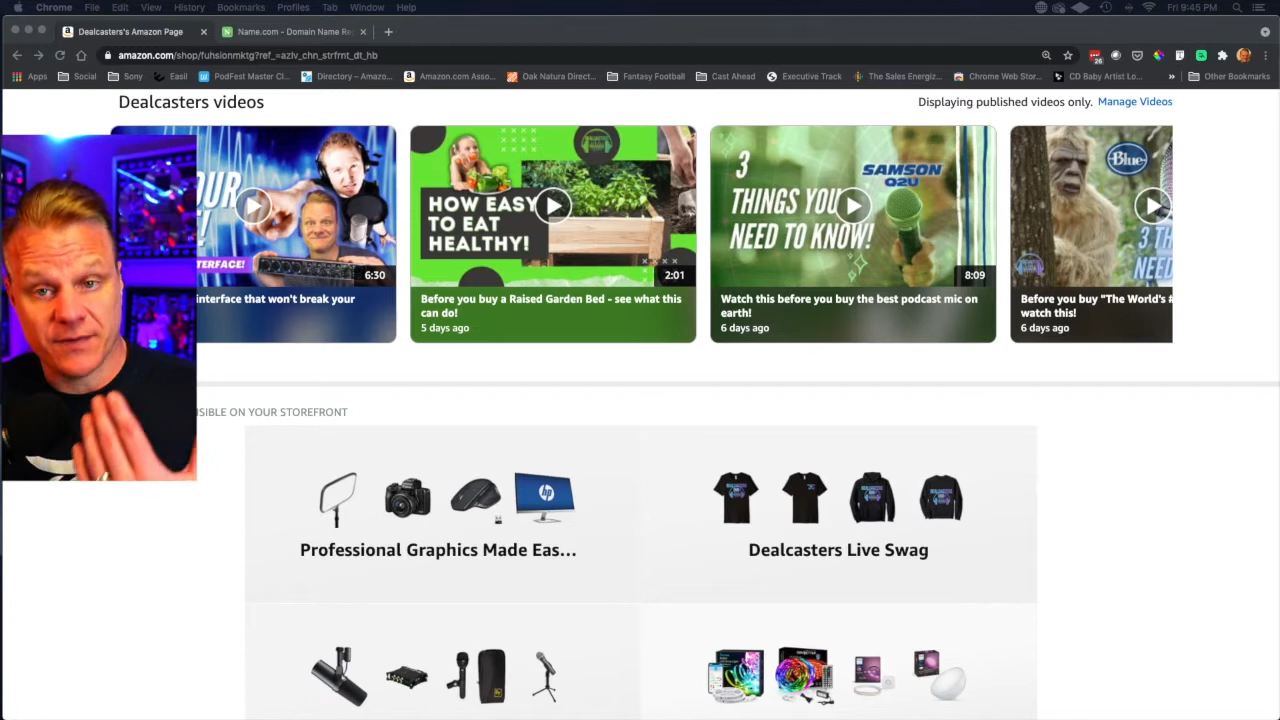 Chrome File Edit View History Bookmarks Profiles Tab Window Help Fri 9:45 PM
Dealcasters's Amazon Page Name.com - Domain Name Re
amazon.com/shop/fuhsionmktg?ref_=azlv_chn_strfrnt_dt_hb
26
Apps Social Sony Easil PodFest Master Cl... Directory – Amazo... Amazon.com Asso... Oak Natura Direct... Fantasy Football Cast Ahead Executive Track The Sales Energiz... Chrome Web Stor... CD Baby Artist Lo... » Other Bookmarks
Dealcasters videos
Displaying published videos only. Manage Videos
OUR
INTERFACE!
6:30
interface that won't break your
HOW EASY
TO EAT
HEALTHY!
2:01
Before you buy a Raised Garden Bed - see what this
can do!
5 days ago
3
THINGS YOU
NEED TO KNOW!
SAMSON
Q2U
8:09
Watch this before you buy the best podcast mic on
earth!
6 days ago
Blue
3 TH
NEED
Before you buy "The World's #
watch this!
6 days ago
ISIBLE ON YOUR STOREFRONT
hp
Professional Graphics Made Eas...
Dealcasters Live Swag